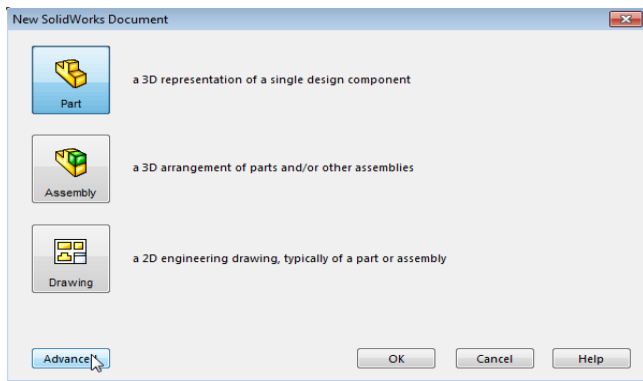 New SolidWorks Document
Part
a 3D representation of a single design component
Assembly
a 3D arrangement of parts and/or other assemblies
Drawing
a 2D engineering drawing, typically of a part or assembly
Advanced
OK
Cancel
Help